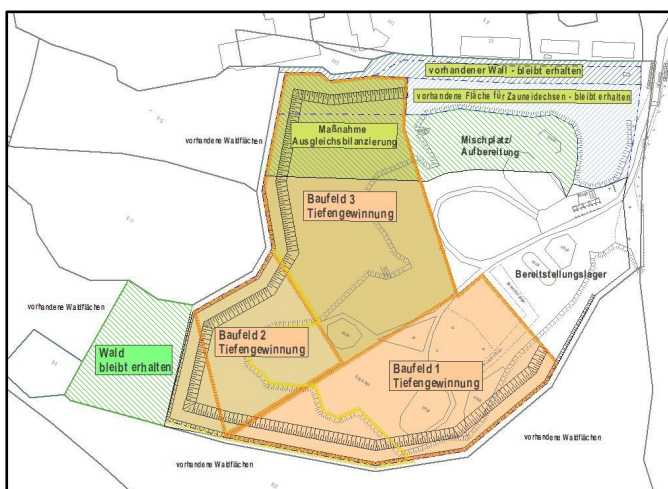 vorhandener Wall - bleibt erhalten
vorhandene Fläche für Zauneidechsen - bleibt erhalten
Maßnahme
Ausgleichsbilanzierung
vorhandene Waldflächen
Mischplatz/
Aufbereitung
Baufeld 3
Tiefengewinnung
Bereitstellungslager
vorhandene Waldflächen
Baufeld 2
Tiefengewinnung
Wald
bleibt erhalten
Baufeld 1
Tiefengewinnung
vorhandene Waldflächen
vorhandene Waldflächen